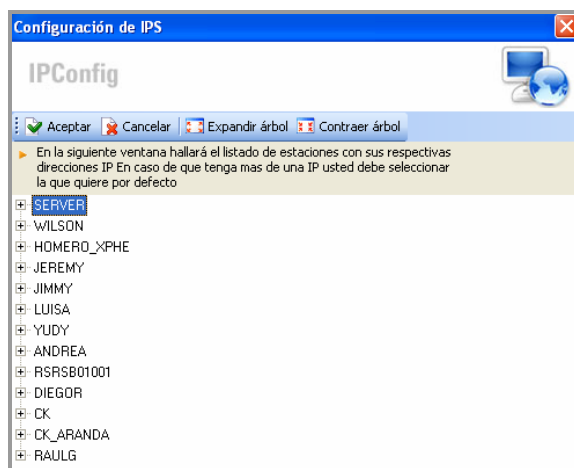 Configuración de IPS
IPConfig
Aceptar Cancelar Expandir árbol Contraer árbol
En la siguiente ventana hallará el listado de estaciones con sus respectivas
direcciones IP En caso de que tenga mas de una IP usted debe seleccionar
la que quiere por defecto
SERVER
WILSON
HOMERO_XPHE
JEREMY
JIMMY
LUISA
YUDY
ANDREA
RSRSB01001
DIEGOR
CK
CK_ARANDA
RAULG